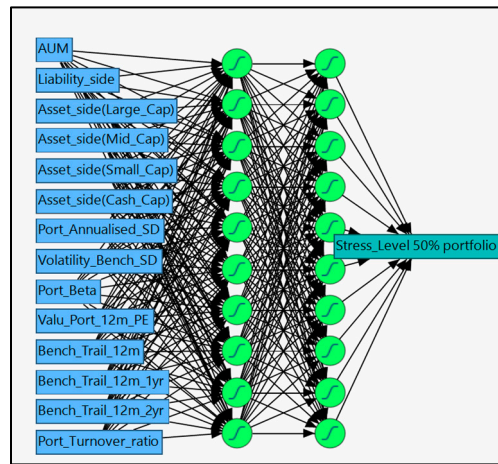 AUM
Liability_side
Asset_side(Large_Cap)
Asset_side(Mid_Cap)
Asset_side(Small_Cap)
Asset_side(Cash_Cap)
Port_Annualised_SD
Volatility_Bench_SD
Port_Beta
Valu_Port_12m_PE
Bench_Trail_12m
Bench_Trail_12m_1yr
Bench_Trail_12m_2yr
Port_Turnover_ratio
Stress_Level 50% portfolio